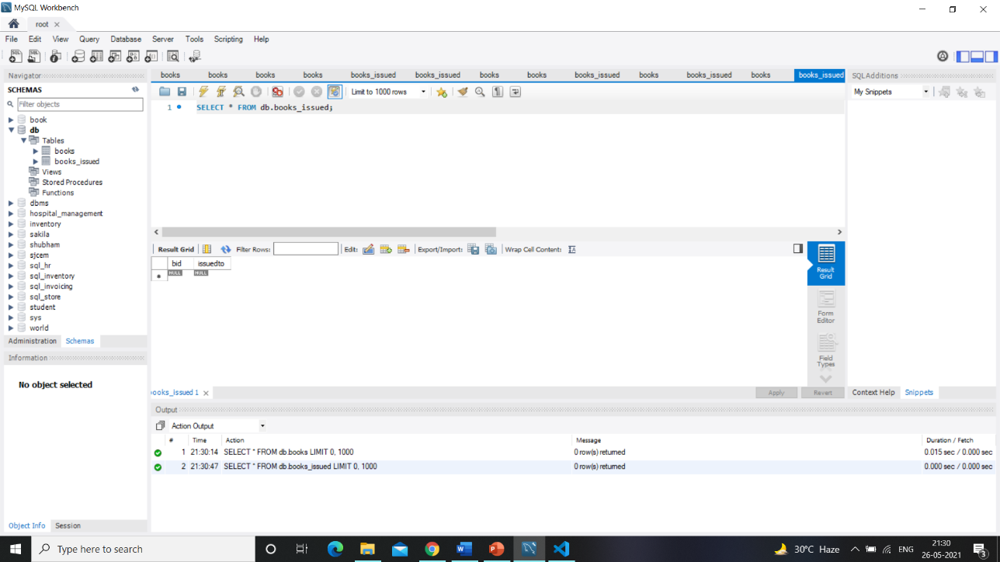 MySQL Workbench
root
File Edit View Query Database Server Tools Scripting Help
Navigator
SCHEMAS
Filter objects
book
db
Tables
books
books_issued
Views
Stored Procedures
Functions
dbms
hospital_management
inventory
sakila
shubham
sjcem
sql_hr
sql_inventory
sql_invoicing
sql_store
student
sys
world
Administration Schemas
Information
No object selected
Object Info Session
books books books books books_issued books_issued books books books_issued books books_issued books books_issued
Limit to 1000 rows
1 SELECT * FROM db.books_issued;
Result Grid Filter Rows: Edit: Export/Import: Wrap Cell Content:
bid issuedto
NULL NULL
Result Grid
Form Editor
Field Types
books_issued 1
Apply Revert
SQLAdditions
My Snippets
Context Help Snippets
Output
Action Output
# Time Action Message Duration / Fetch
1 21:30:14 SELECT * FROM db.books LIMIT 0, 1000 0 row(s) returned 0.015 sec / 0.000 sec
2 21:30:47 SELECT * FROM db.books_issued LIMIT 0, 1000 0 row(s) returned 0.000 sec / 0.000 sec
Type here to search
30°C Haze
ENG
21:30
26-05-2021
3